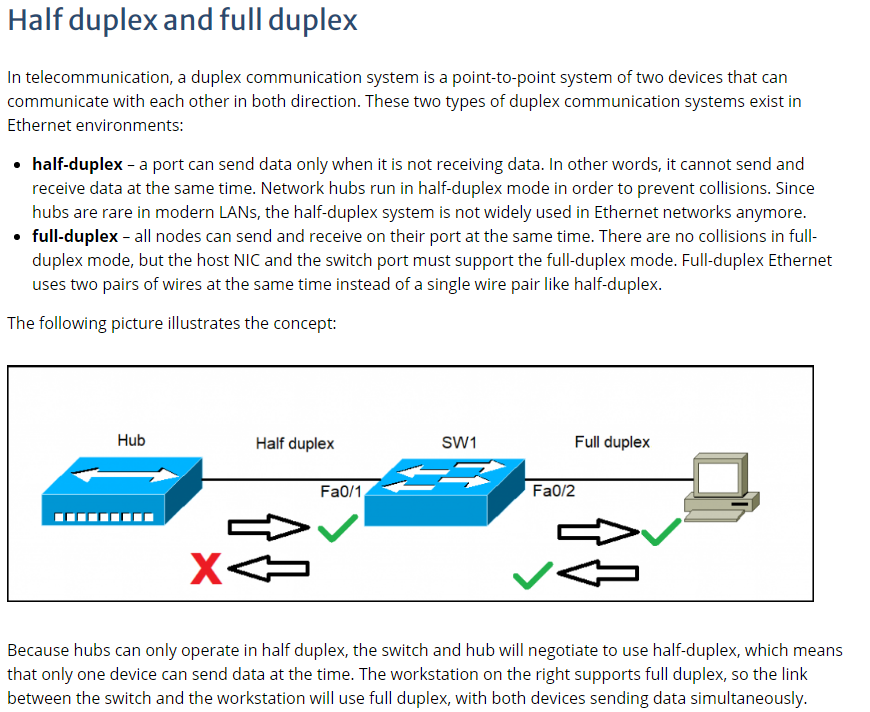 Half duplex and full duplex
In telecommunication, a duplex communication system is a point-to-point system of two devices that can
communicate with each other in both direction. These two types of duplex communication systems exist in
Ethernet environments:
• half-duplex – a port can send data only when it is not receiving data. In other words, it cannot send and
receive data at the same time. Network hubs run in half-duplex mode in order to prevent collisions. Since
hubs are rare in modern LANs, the half-duplex system is not widely used in Ethernet networks anymore.
• full-duplex – all nodes can send and receive on their port at the same time. There are no collisions in full-
duplex mode, but the host NIC and the switch port must support the full-duplex mode. Full-duplex Ethernet
uses two pairs of wires at the same time instead of a single wire pair like half-duplex.
The following picture illustrates the concept:
Hub Half duplex SW1 Full duplex
Fa0/1 Fa0/2
X
Because hubs can only operate in half duplex, the switch and hub will negotiate to use half-duplex, which means
that only one device can send data at the time. The workstation on the right supports full duplex, so the link
between the switch and the workstation will use full duplex, with both devices sending data simultaneously.